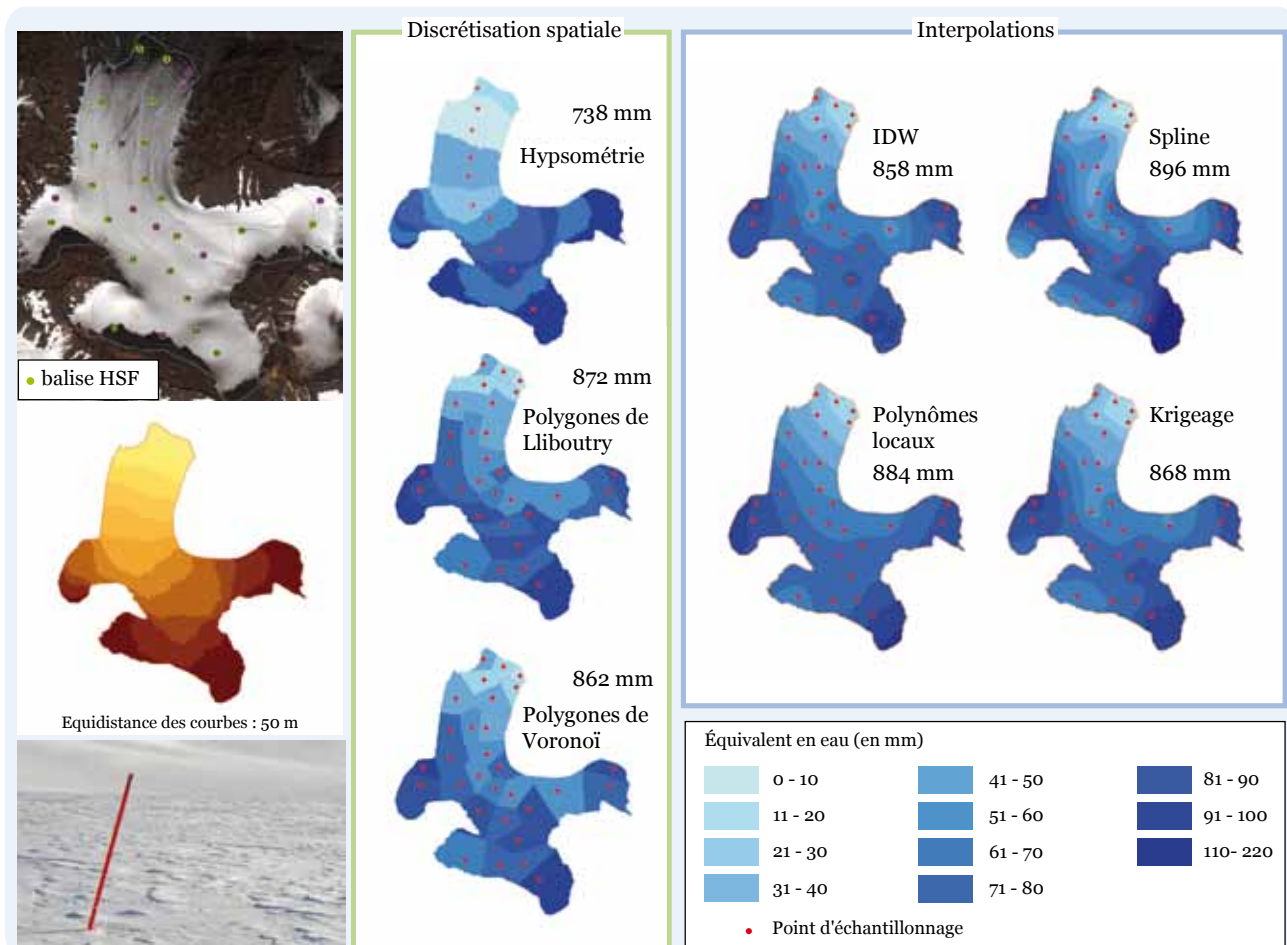 Discrétisation spatiale
Interpolations
balise HSF
Equidistance des courbes : 50 m
738 mm
Hypsométrie
872 mm
Polygones de
Lliboutry
862 mm
Polygones de
Voronoï
IDW
858 mm
Spline
896 mm
Polynômes
locaux
884 mm
Krigeage
868 mm
Équivalent en eau (en mm)
0 - 10
11 - 20
21 - 30
31 - 40
41 - 50
51 - 60
61 - 70
71 - 80
81 - 90
91 - 100
110- 220
Point d'échantillonnage